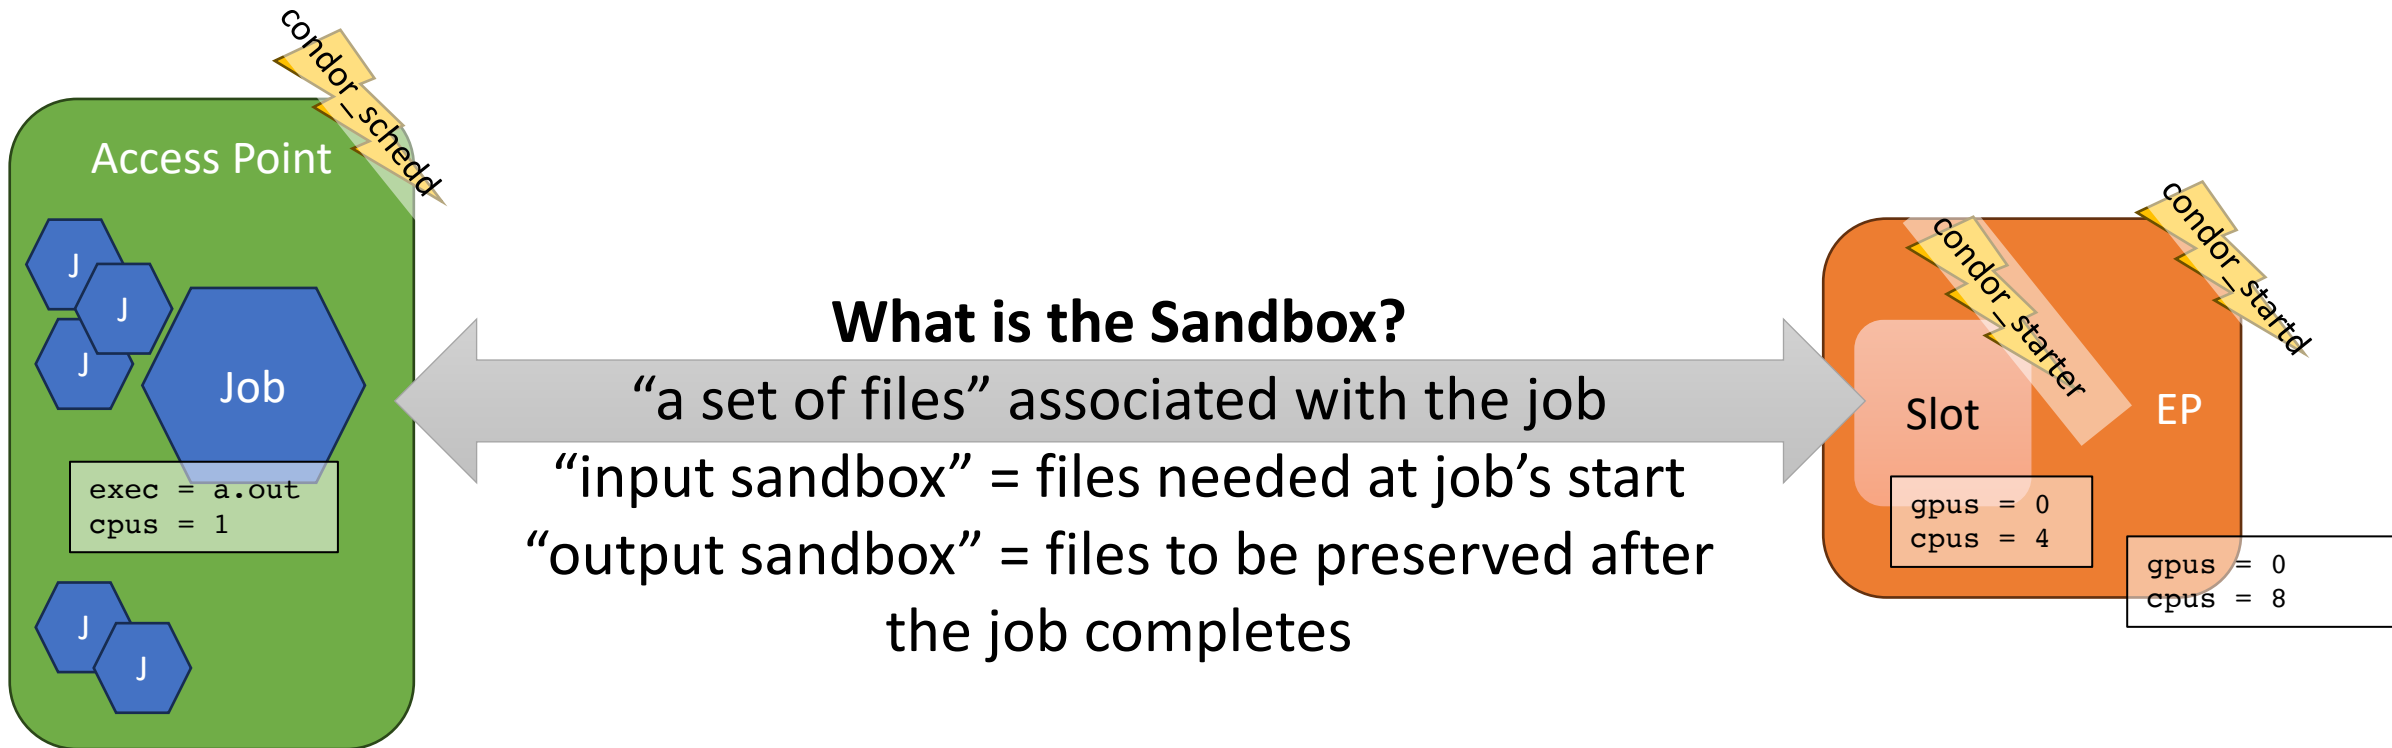 condor_schedd
Access Point
J
J
J
Job
exec = a.out
cpus = 1
J
J
What is the Sandbox?
“a set of files” associated with the job
“input sandbox” = files needed at job’s start
“output sandbox” = files to be preserved after
the job completes
condor_starter
condor_startd
Slot
EP
gpus = 0
cpus = 4
gpus = 0
cpus = 8